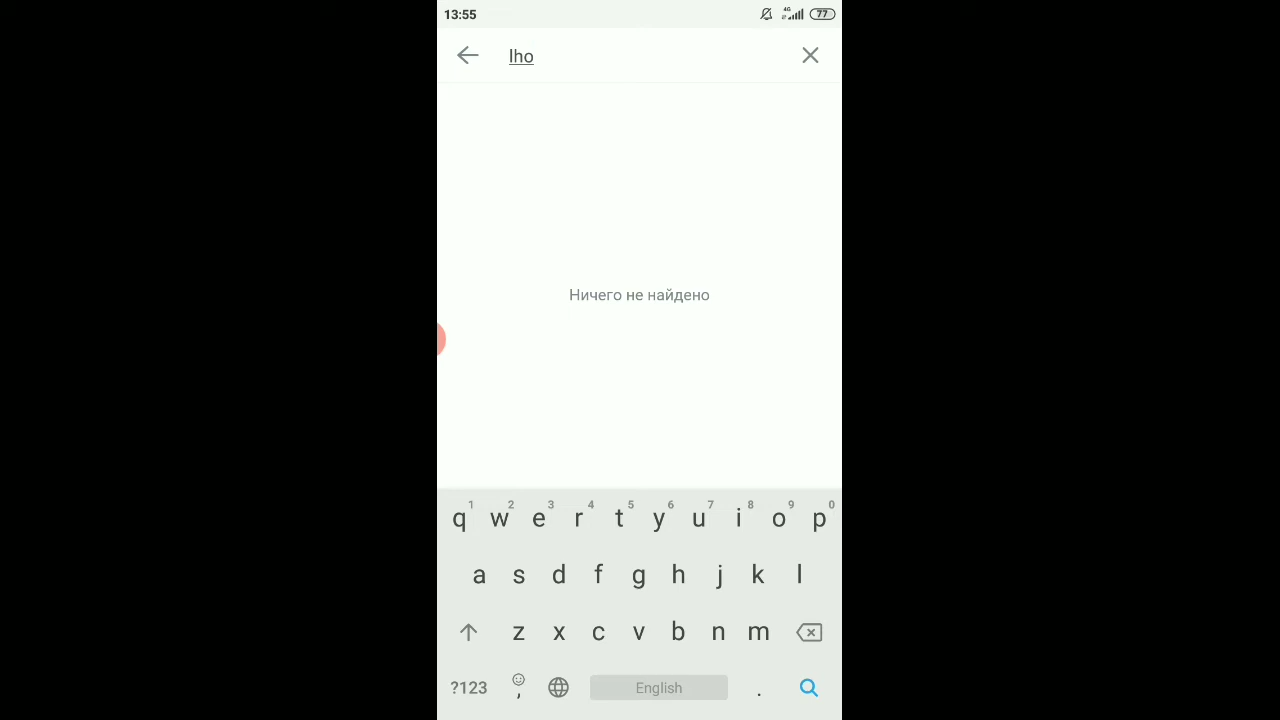 13:55
4G
77
lho
Ничего не найдено
1 2 3 4 5 6 7 8 9 0
q w e r t y u i o p
a s d f g h j k l
z x c v b n m
?123 , English .